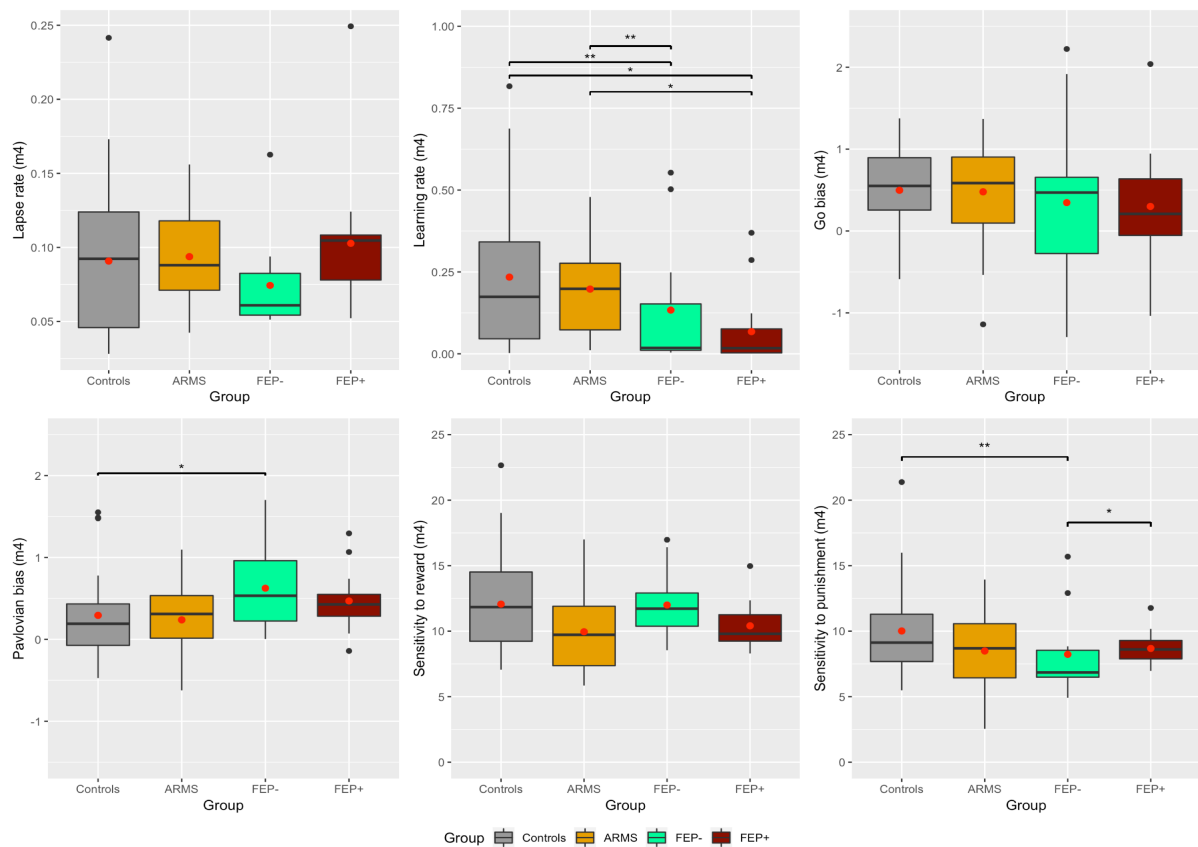 Lapse rate (m4)
0.25
0.20
0.15
0.10
0.05
Controls ARMS FEP- FEP+
Group
Learning rate (m4)
1.00
0.75
0.50
0.25
0.00
**
**
*
*
Controls ARMS FEP- FEP+
Group
Go bias (m4)
2
1
0
-1
Controls ARMS FEP- FEP+
Group
Pavlovian bias (m4)
2
1
0
-1
*
Controls ARMS FEP- FEP+
Group
Sensitivity to reward (m4)
25
20
15
10
5
0
Controls ARMS FEP- FEP+
Group
Sensitivity to punishment (m4)
25
20
15
10
5
0
**
*
Controls ARMS FEP- FEP+
Group
Group Controls ARMS FEP- FEP+